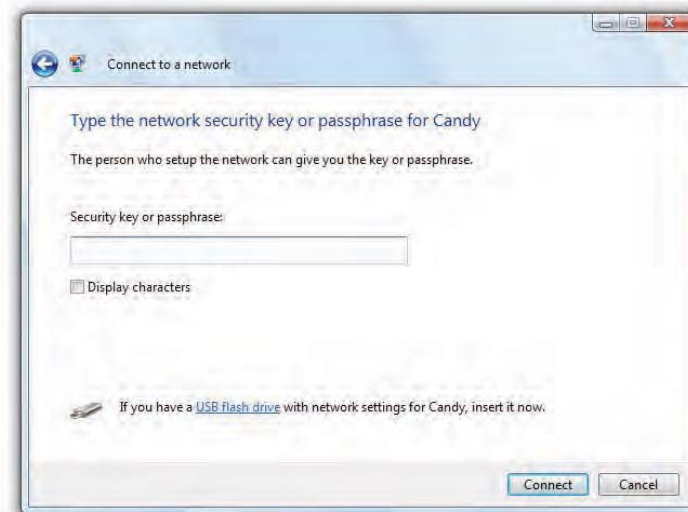 Connect to a network
Type the network security key or passphrase for Candy
The person who setup the network can give you the key or passphrase.
Security key or passphrase:
Display characters
If you have a USB flash drive with network settings for Candy, insert it now.
Connect Cancel